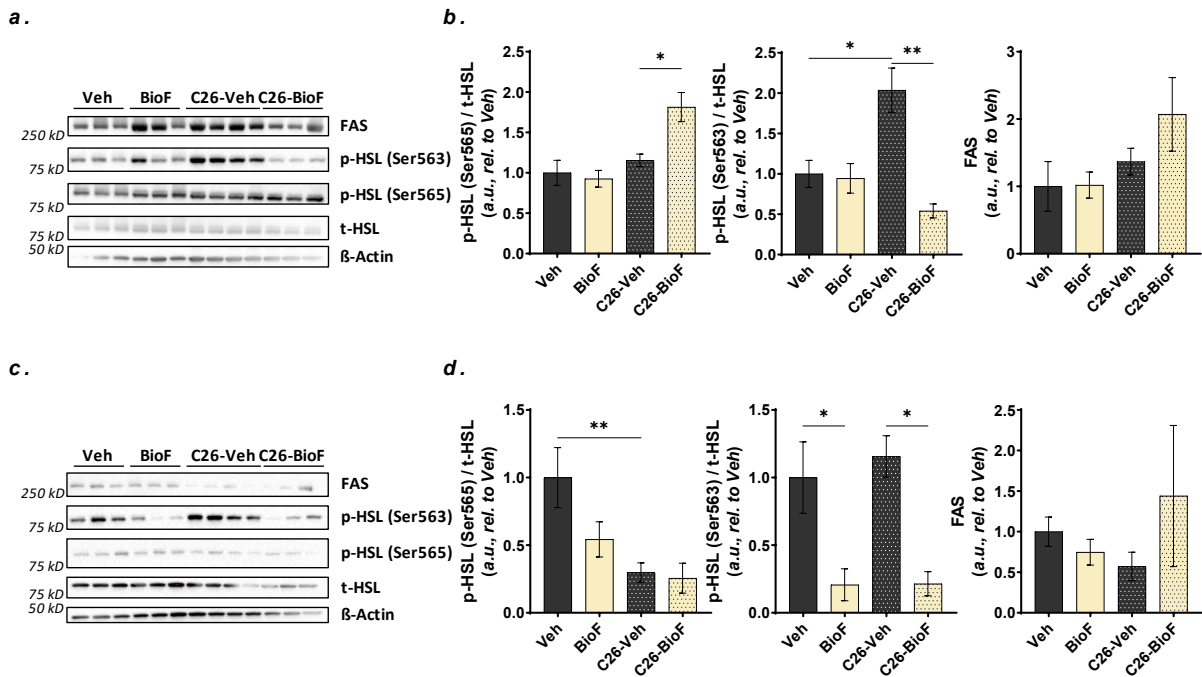 a.
Veh BioF C26-Veh C26-BioF
250 kD FAS
75 kD p-HSL (Ser563)
75 kD p-HSL (Ser565)
75 kD t-HSL
50 kD ß-Actin
b.
p-HSL (Ser565) / t-HSL
(a.u., rel. to Veh)
2.5
2.0
1.5
1.0
0.5
0.0
*
Veh BioF C26-Veh C26-BioF
p-HSL (Ser563) / t-HSL
(a.u., rel. to Veh)
2.5
2.0
1.5
1.0
0.5
0.0
* **
Veh BioF C26-Veh C26-BioF
FAS
(a.u., rel. to Veh)
3
2
1
0
Veh BioF C26-Veh C26-BioF
c.
Veh BioF C26-Veh C26-BioF
250 kD FAS
75 kD p-HSL (Ser563)
75 kD p-HSL (Ser565)
75 kD t-HSL
50 kD ß-Actin
d.
p-HSL (Ser565) / t-HSL
(a.u., rel. to Veh)
1.5
1.0
0.5
0.0
**
Veh BioF C26-Veh C26-BioF
p-HSL (Ser563) / t-HSL
(a.u., rel. to Veh)
1.5
1.0
0.5
0.0
* *
Veh BioF C26-Veh C26-BioF
FAS
(a.u., rel. to Veh)
2.5
2.0
1.5
1.0
0.5
0.0
Veh BioF C26-Veh C26-BioF